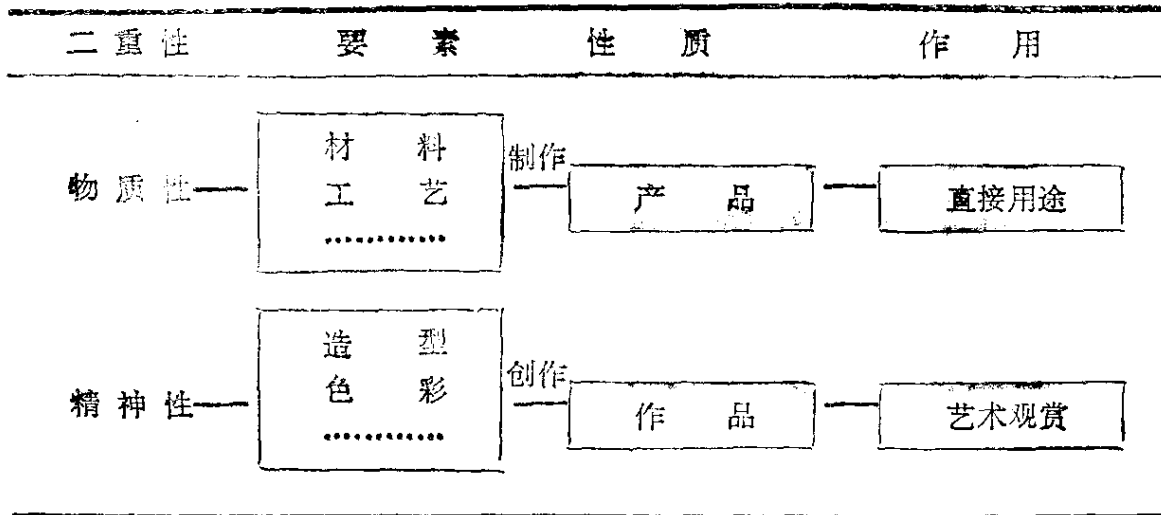 二重性 要素 性质 作用
材料
制作
物质性 工艺 产品 直接用途
…………
造型
创作
精神性 色彩 作品 艺术观赏
…………